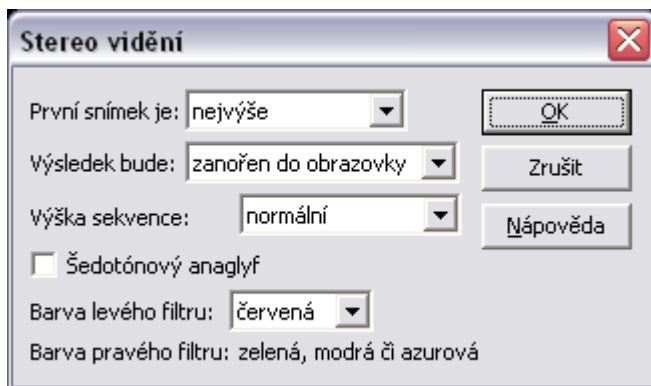 Stereo vidění
První snímek je: nejvýše
OK
Výsledek bude: zanořen do obrazovky
Zrušit
Výška sekvence: normální
Nápověda
Šedotónový anaglyf
Barva levého filtru: červená
Barva pravého filtru: zelená, modrá či azurová